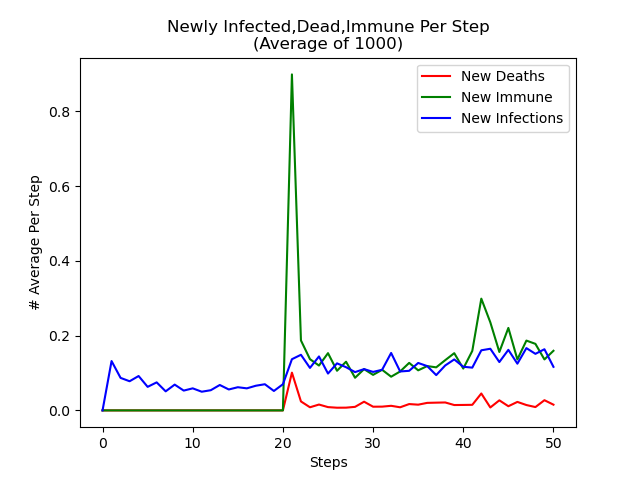 Newly Infected,Dead,Immune Per Step
(Average of 1000)
New Deaths
New Immune
New Infections
# Average Per Step
0.8
0.6
0.4
0.2
0.0
0 10 20 30 40 50
Steps